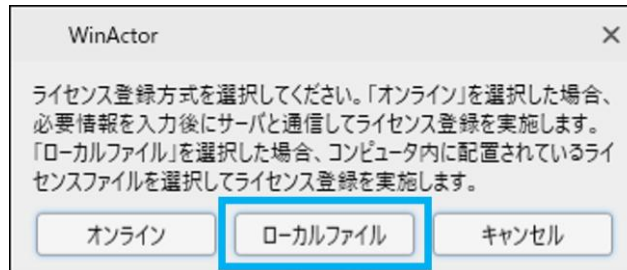 WinActor
ライセンス登録方式を選択してください。「オンライン」を選択した場合、
必要情報を入力後にサーバと通信してライセンス登録を実施します。
「ローカルファイル」を選択した場合、コンピュータ内に配置されているライ
センスファイルを選択してライセンス登録を実施します。
オンライン
ローカルファイル
キャンセル